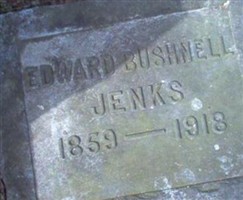 EDWARD BUSHNELL
JENKS
1859 — 1918